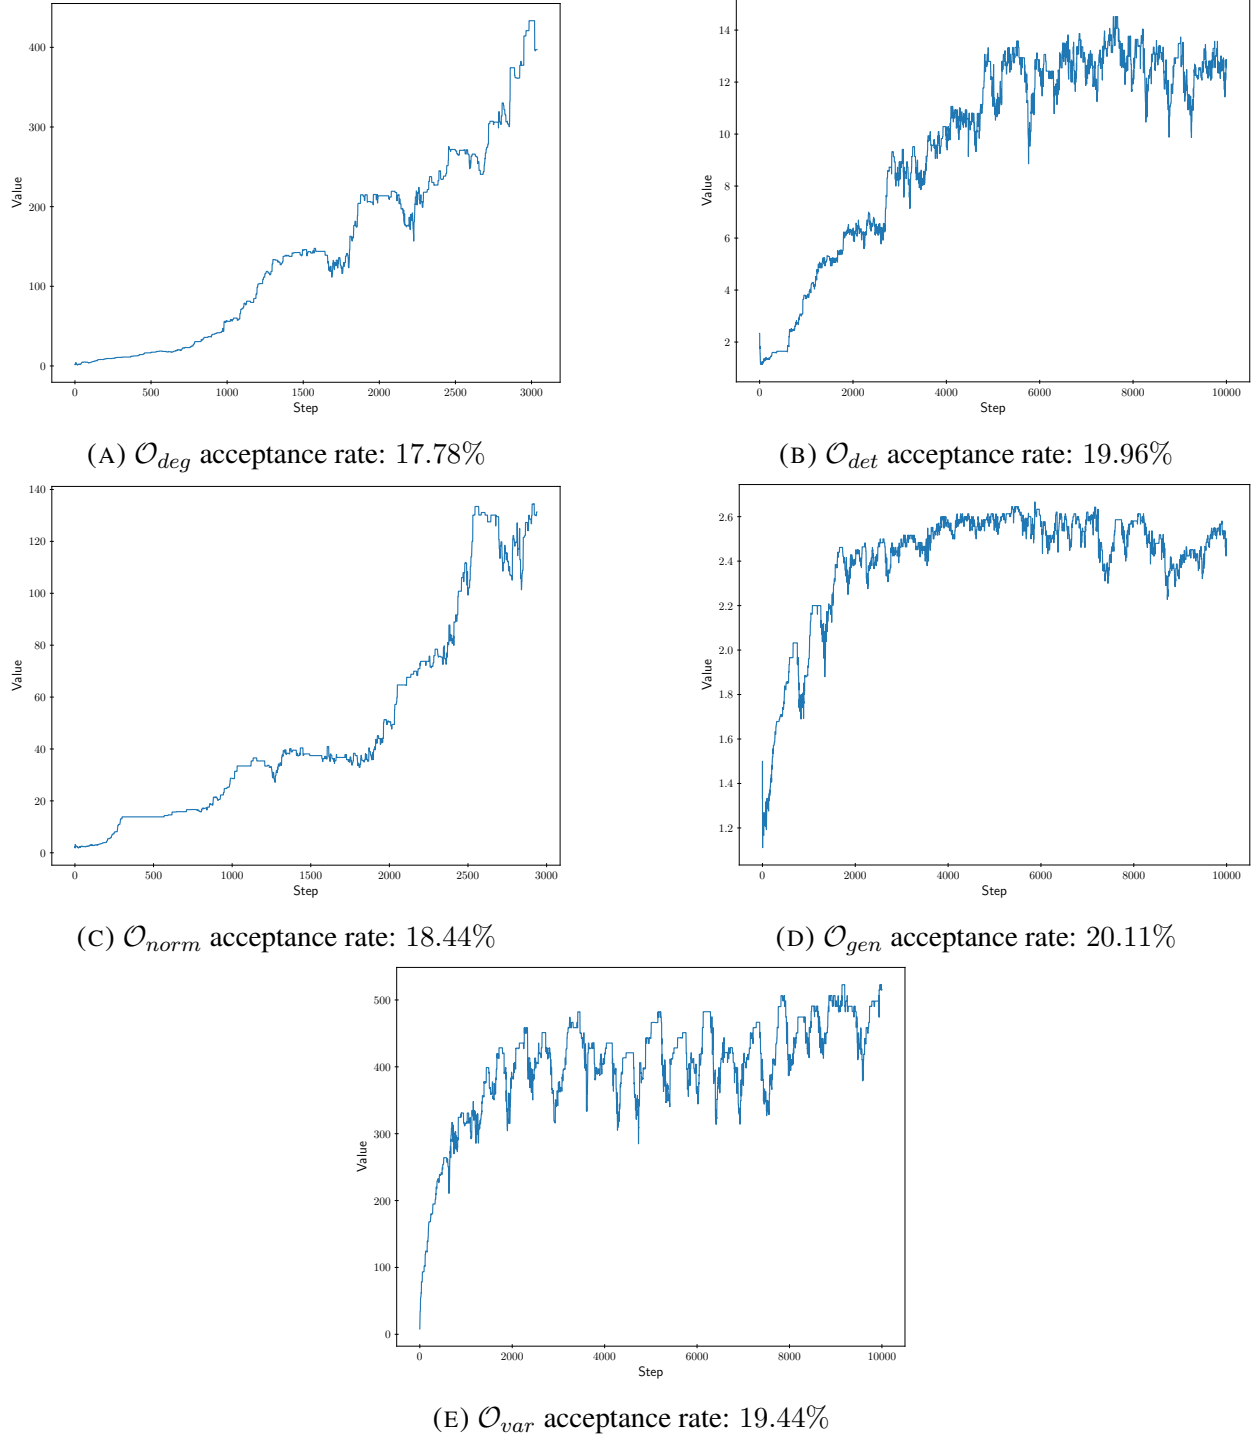 400
300
200
100
0
Value
0 500 1000 1500 2000 2500 3000
Step
(A) 𝒪_deg acceptance rate: 17.78%
14
12
10
8
6
4
2
Value
0 2000 4000 6000 8000 10000
Step
(B) 𝒪_det acceptance rate: 19.96%
140
120
100
80
60
40
20
0
Value
0 500 1000 1500 2000 2500 3000
Step
(C) 𝒪_norm acceptance rate: 18.44%
2.6
2.4
2.2
2.0
1.8
1.6
1.4
1.2
Value
0 2000 4000 6000 8000 10000
Step
(D) 𝒪_gen acceptance rate: 20.11%
500
400
300
200
100
0
Value
0 2000 4000 6000 8000 10000
Step
(E) 𝒪_var acceptance rate: 19.44%